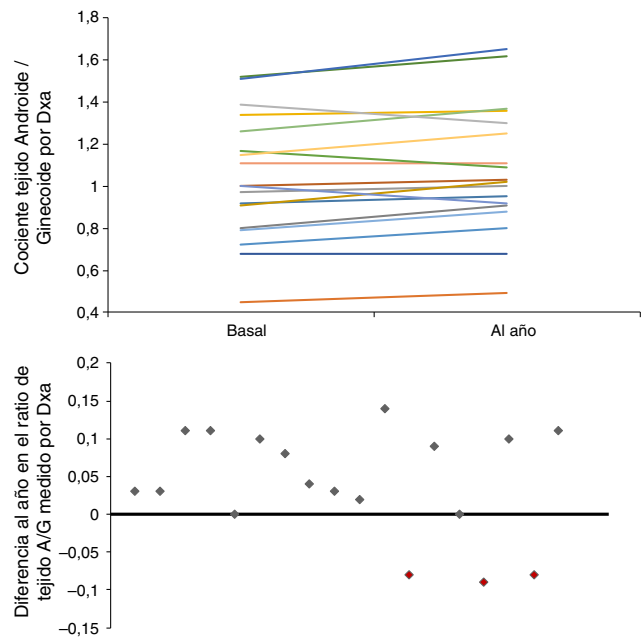 1,8
1,6
1,4
1,2
1
0,8
0,6
0,4
Cociente tejido Androide /
Ginecoide por Dxa
Basal
Al año
0,2
0,15
0,1
0,05
0
−0,05
−0,1
−0,15
Diferencia al año en el ratio de
tejido A/G medido por Dxa